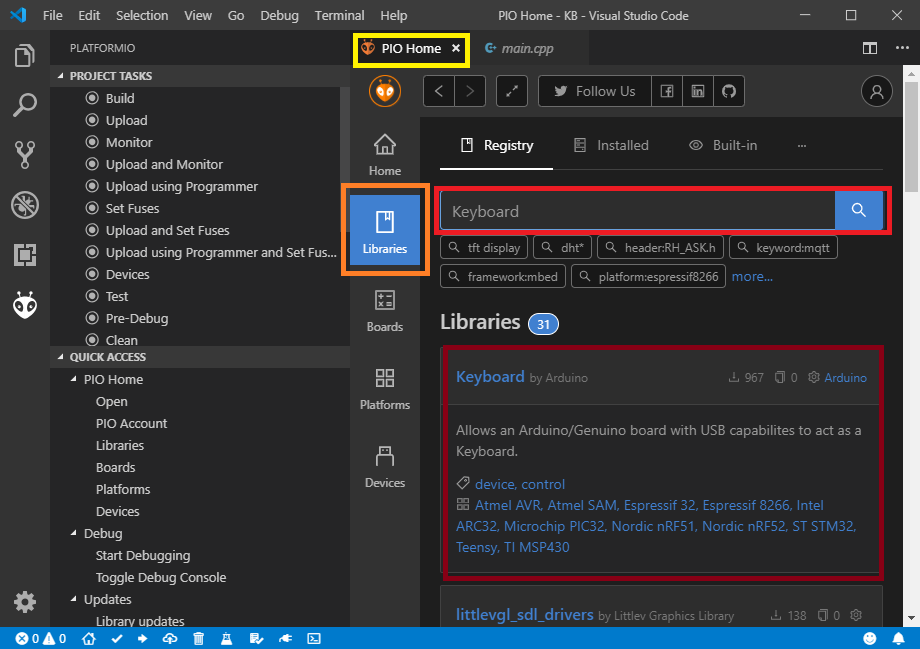 File Edit Selection View Go Debug Terminal Help PIO Home - KB - Visual Studio Code
PLATFORMIO
PROJECT TASKS
Build
Upload
Monitor
Upload and Monitor
Upload using Programmer
Set Fuses
Upload and Set Fuses
Upload using Programmer and Set Fus...
Devices
Test
Pre-Debug
Clean
QUICK ACCESS
PIO Home
Open
PIO Account
Libraries
Boards
Platforms
Devices
Debug
Start Debugging
Toggle Debug Console
Updates
Library updates
PIO Home × main.cpp
Follow Us
Home
Libraries
Boards
Platforms
Devices
Registry Installed Built-in ...
Keyboard
tft display dht* header:RH_ASK.h keyword:mqtt
framework:mbed platform:espressif8266 more...
Libraries 31
Keyboard by Arduino 967 0 Arduino
Allows an Arduino/Genuino board with USB capabilites to act as a
Keyboard.
device, control
Atmel AVR, Atmel SAM, Espressif 32, Espressif 8266, Intel
ARC32, Microchip PIC32, Nordic nRF51, Nordic nRF52, ST STM32,
Teensy, TI MSP430
littlevgl_sdl_drivers by Littlev Graphics Library 138 0
0 0